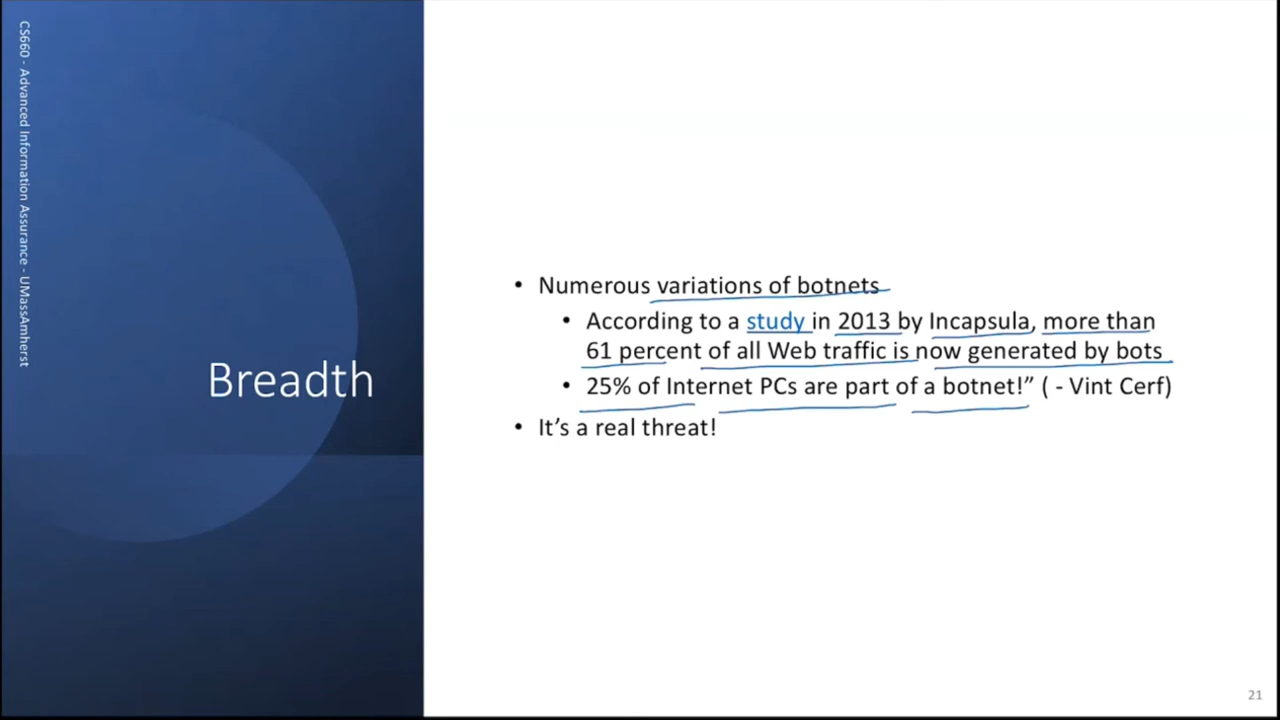 CS660 - Advanced Information Assurance - UMassAmherst
Breadth
• Numerous variations of botnets
• According to a study in 2013 by Incapsula, more than
61 percent of all Web traffic is now generated by bots
• 25% of Internet PCs are part of a botnet!” ( - Vint Cerf)
• It’s a real threat!
21